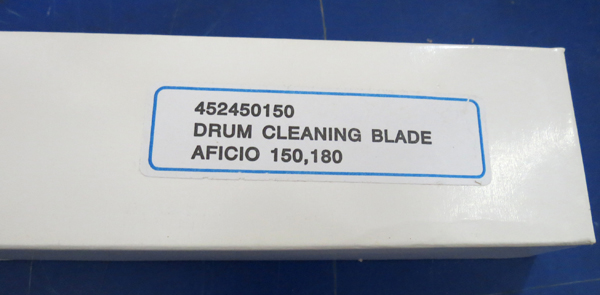 452450150
DRUM CLEANING BLADE
AFICIO 150,180